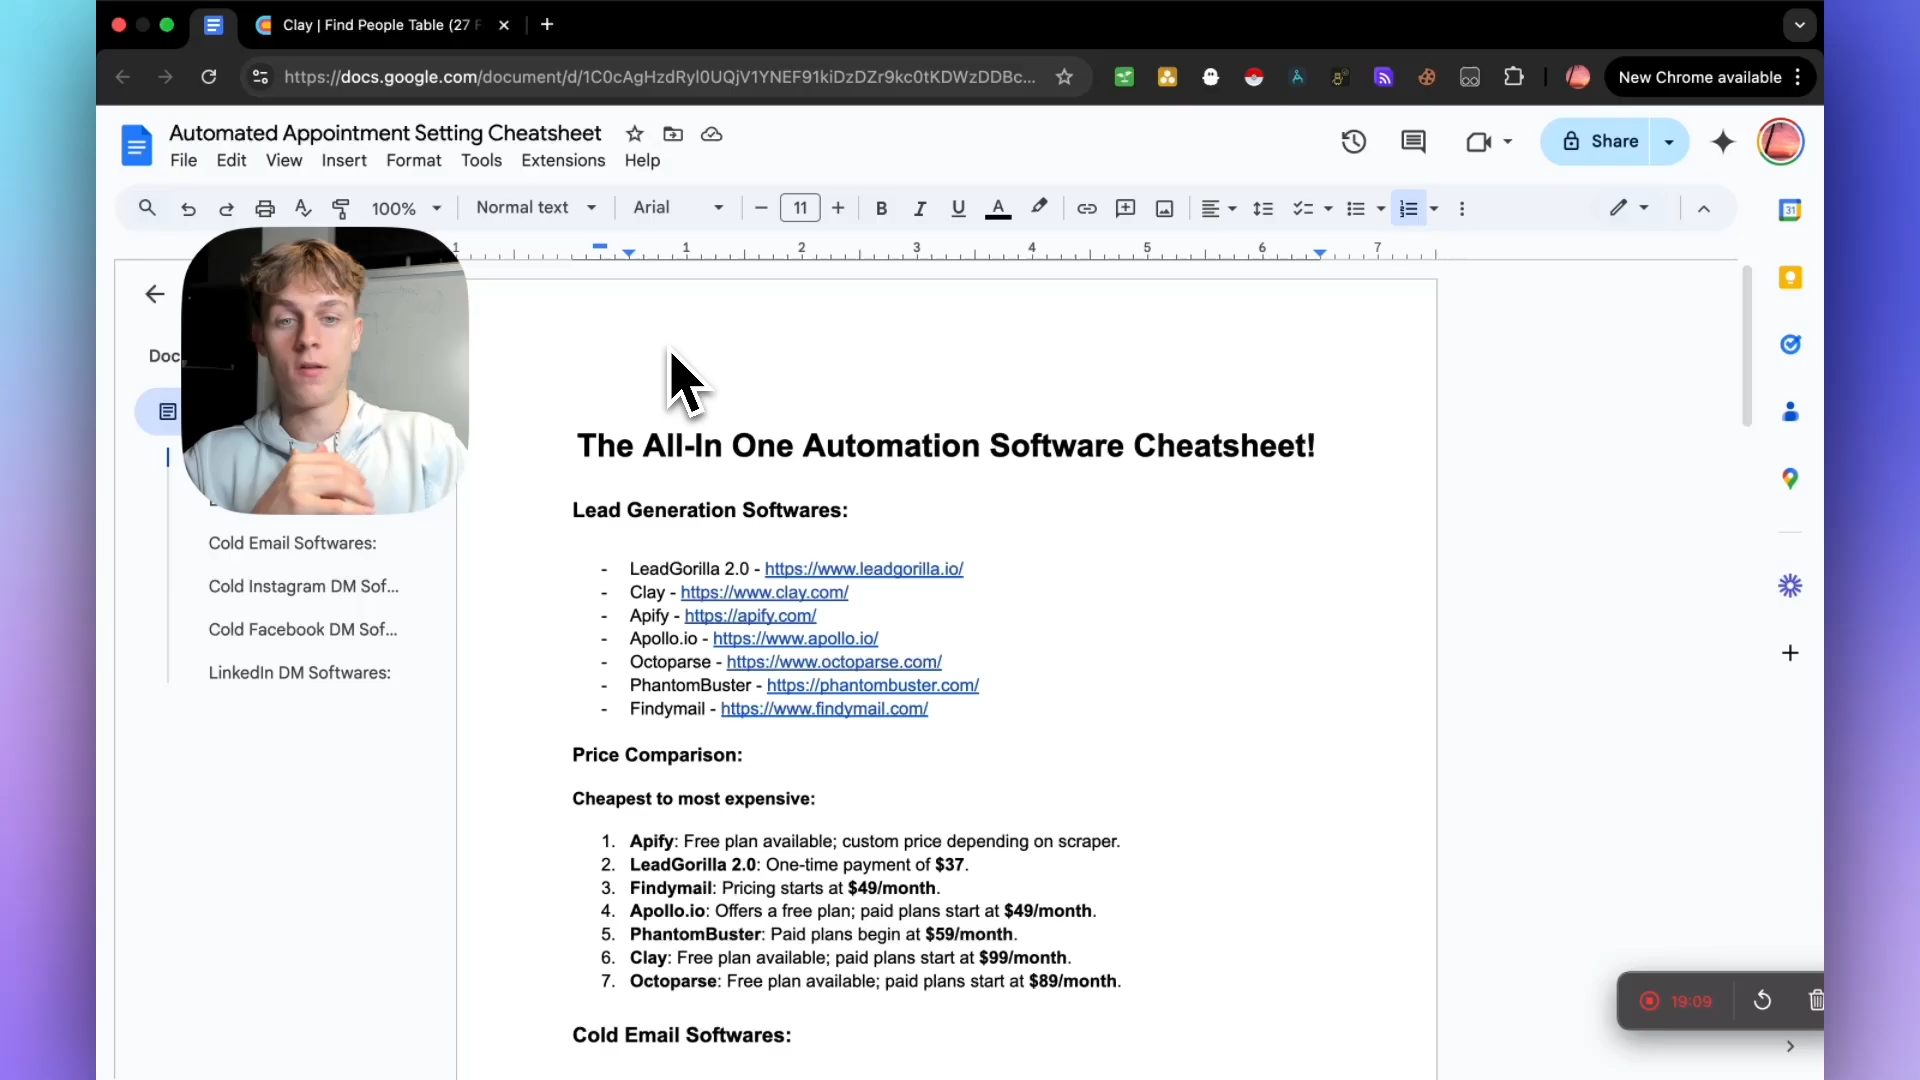 Clay | Find People Table (27
https://docs.google.com/document/d/1C0cAgHzdRyl0UQjV1YNEF91kiDzDZr9kc0tKDWzDDBc...
New Chrome available
Automated Appointment Setting Cheatsheet
File Edit View Insert Format Tools Extensions Help
Share
100% Normal text Arial 11
31
1 1 2 3 4 5 6 7
Doc
Cold Email Softwares:
Cold Instagram DM Sof...
Cold Facebook DM Sof...
LinkedIn DM Softwares:
The All-In One Automation Software Cheatsheet!
Lead Generation Softwares:
- LeadGorilla 2.0 - https://www.leadgorilla.io/
- Clay - https://www.clay.com/
- Apify - https://apify.com/
- Apollo.io - https://www.apollo.io/
- Octoparse - https://www.octoparse.com/
- PhantomBuster - https://phantombuster.com/
- Findymail - https://www.findymail.com/
Price Comparison:
Cheapest to most expensive:
1. Apify: Free plan available; custom price depending on scraper.
2. LeadGorilla 2.0: One-time payment of $37.
3. Findymail: Pricing starts at $49/month.
4. Apollo.io: Offers a free plan; paid plans start at $49/month.
5. PhantomBuster: Paid plans begin at $59/month.
6. Clay: Free plan available; paid plans start at $99/month.
7. Octoparse: Free plan available; paid plans start at $89/month.
Cold Email Softwares:
19:09